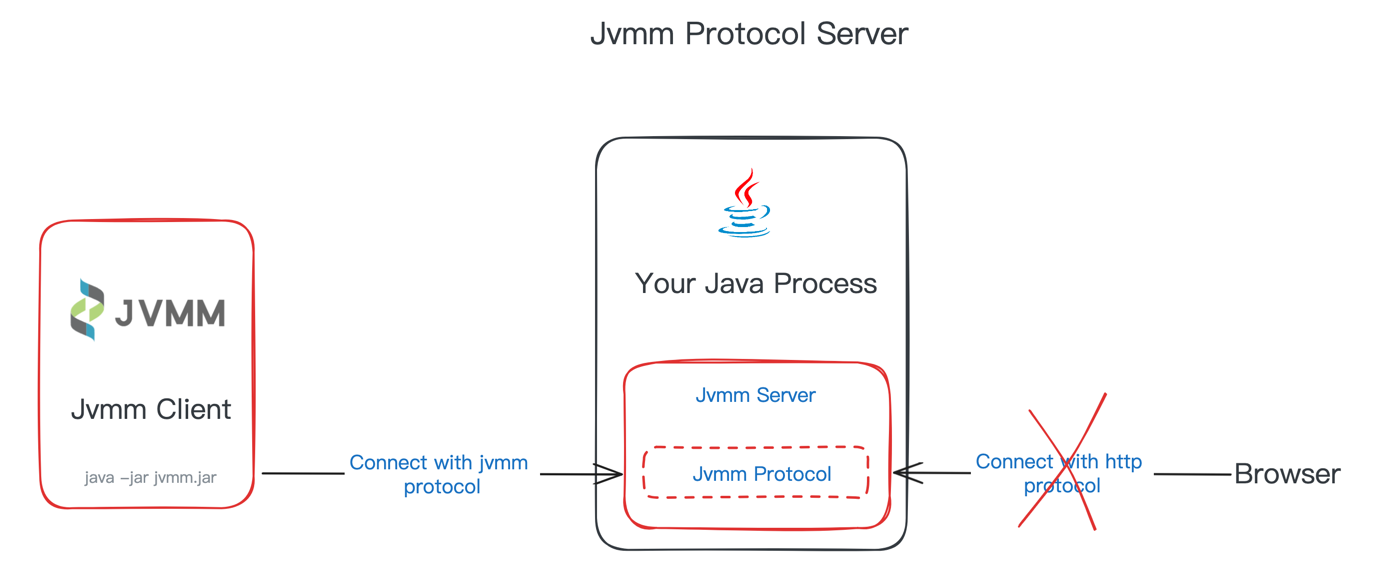 Jvmm Protocol Server
Your Java Process
JVMM
Jvmm Client
java -jar jvmm.jar
Connect with jvmm
protocol
Jvmm Server
Jvmm Protocol
Connect with http
protocol
Browser